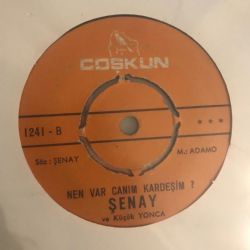 COŞKUN
1241 - B
Söz : ŞENAY
M.: ADAMO
NEN VAR CANIM KARDEŞİM ?
ŞENAY
ve Küçük YONCA